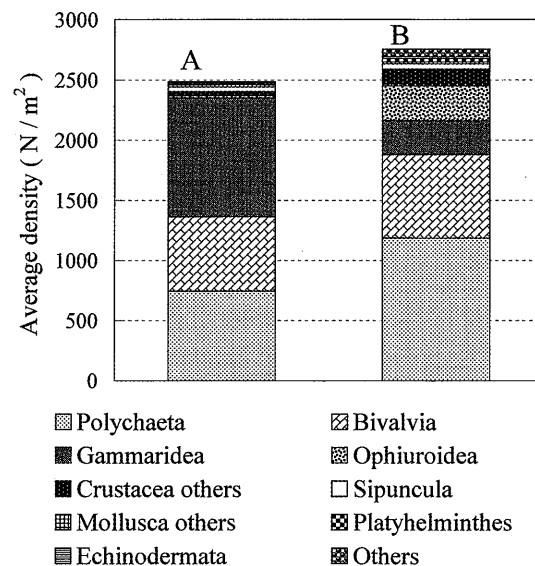 3000
2500
2000
1500
1000
500
0
Average density ( N / m² )
A
B
Polychaeta
Bivalvia
Gammaridea
Ophiuroidea
Crustacea others
Sipuncula
Mollusca others
Platyhelminthes
Echinodermata
Others